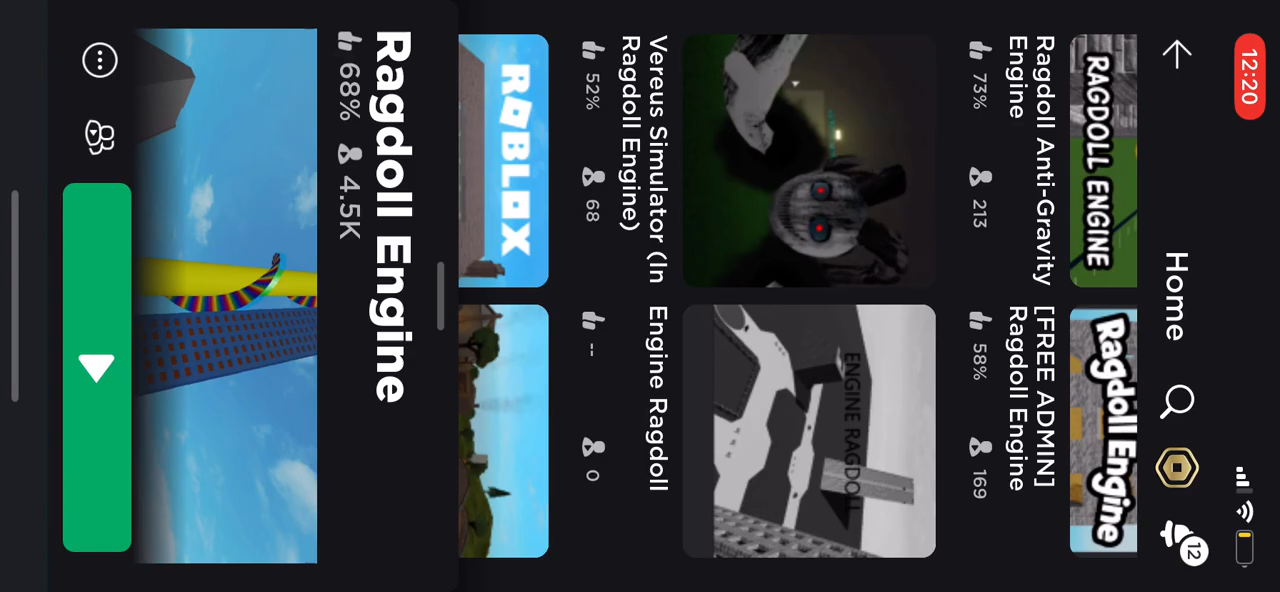 12:20
Home
12
RAGDOLL ENGINE
Ragdoll Engine
Ragdoll Anti-Gravity
Engine
73% 213
[FREE ADMIN]
Ragdoll Engine
58% 169
ENGINE RAGDOLL
Vereus Simulator (In
Ragdoll Engine)
52% 68
Engine Ragdoll
-- 0
ROBLOX
Ragdoll Engine
68% 4.5K